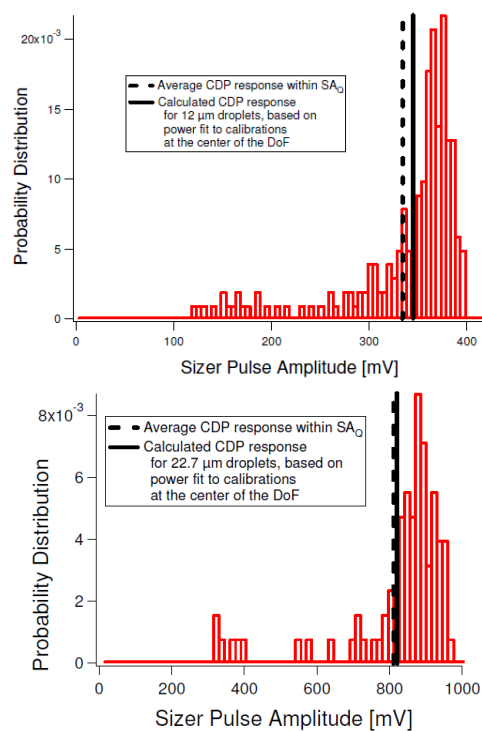 20x10-3
15
10
5
0
Probability Distribution
Average CDP response within SAQ
Calculated CDP response
for 12 µm droplets, based on
power fit to calibrations
at the center of the DoF
0 100 200 300 400
Sizer Pulse Amplitude [mV]
8x10-3
6
4
2
0
Probability Distribution
Average CDP response within SAQ
Calculated CDP response
for 22.7 µm droplets, based on
power fit to calibrations
at the center of the DoF
0 200 400 600 800 1000
Sizer Pulse Amplitude [mV]